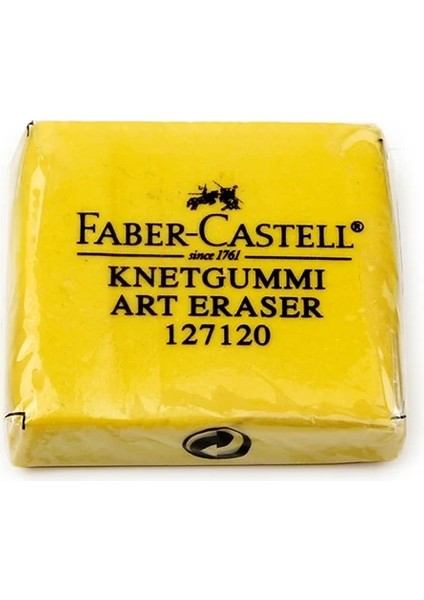 FABER-CASTELL®
since 1761
KNETGUMMI
ART ERASER
127120